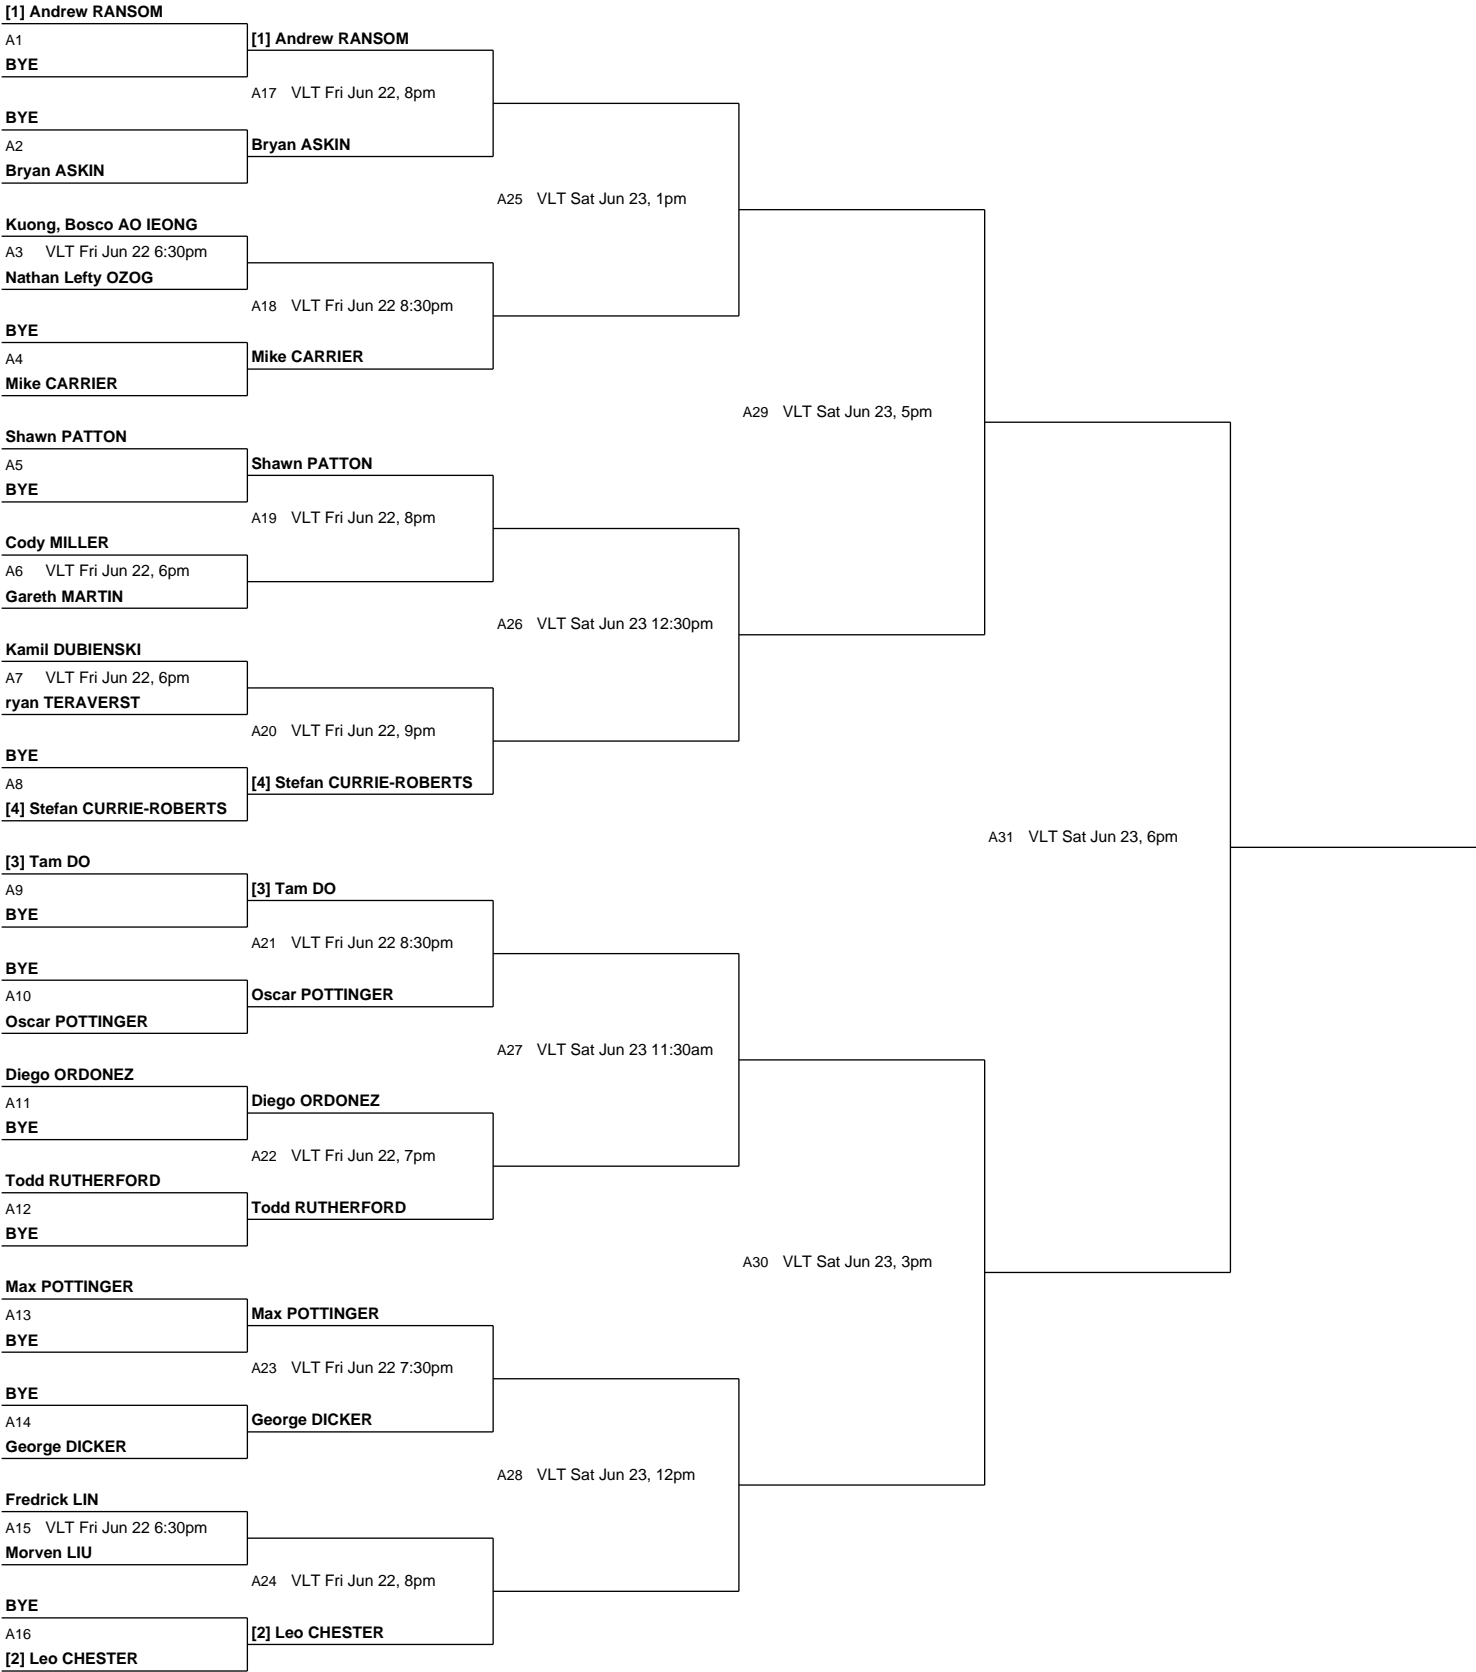 [1] Andrew RANSOM
A1
BYE
[1] Andrew RANSOM
A17 VLT Fri Jun 22, 8pm
BYE
A2
Bryan ASKIN
Bryan ASKIN
A25 VLT Sat Jun 23, 1pm
Kuong, Bosco AO IEONG
A3 VLT Fri Jun 22 6:30pm
Nathan Lefty OZOG
A18 VLT Fri Jun 22 8:30pm
BYE
A4
Mike CARRIER
Mike CARRIER
A29 VLT Sat Jun 23, 5pm
Shawn PATTON
A5
BYE
Shawn PATTON
A19 VLT Fri Jun 22, 8pm
Cody MILLER
A6 VLT Fri Jun 22, 6pm
Gareth MARTIN
A26 VLT Sat Jun 23 12:30pm
Kamil DUBIENSKI
A7 VLT Fri Jun 22, 6pm
ryan TERAVERST
A20 VLT Fri Jun 22, 9pm
BYE
A8
[4] Stefan CURRIE-ROBERTS
[4] Stefan CURRIE-ROBERTS
A31 VLT Sat Jun 23, 6pm
[3] Tam DO
A9
BYE
[3] Tam DO
A21 VLT Fri Jun 22 8:30pm
BYE
A10
Oscar POTTINGER
Oscar POTTINGER
A27 VLT Sat Jun 23 11:30am
Diego ORDONEZ
A11
BYE
Diego ORDONEZ
A22 VLT Fri Jun 22, 7pm
Todd RUTHERFORD
A12
BYE
Todd RUTHERFORD
A30 VLT Sat Jun 23, 3pm
Max POTTINGER
A13
BYE
Max POTTINGER
A23 VLT Fri Jun 22 7:30pm
BYE
A14
George DICKER
George DICKER
A28 VLT Sat Jun 23, 12pm
Fredrick LIN
A15 VLT Fri Jun 22 6:30pm
Morven LIU
A24 VLT Fri Jun 22, 8pm
BYE
A16
[2] Leo CHESTER
[2] Leo CHESTER